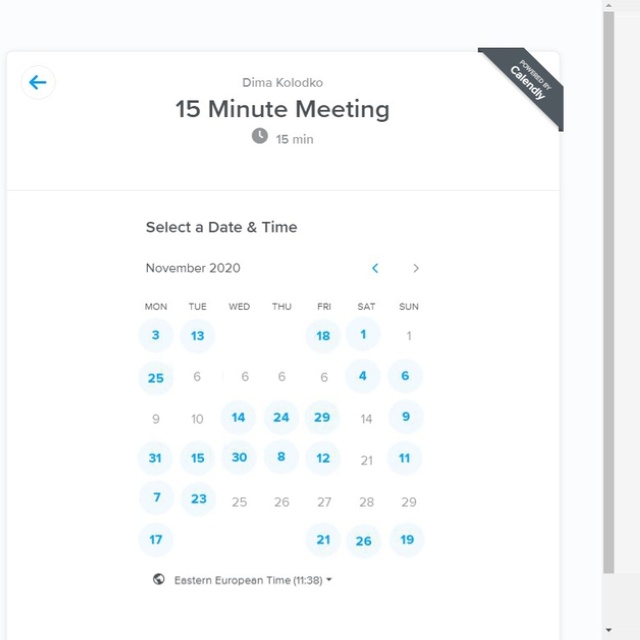 POWERED BY
Calendly
Dima Kolodko
15 Minute Meeting
15 min
Select a Date & Time
November 2020
MON TUE WED THU FRI SAT SUN
3 13 18 1 1
25 6 6 6 6 4 6
9 10 14 24 29 14 9
31 15 30 8 12 21 11
7 23 25 26 27 28 29
17 21 26 19
Eastern European Time (11:38)